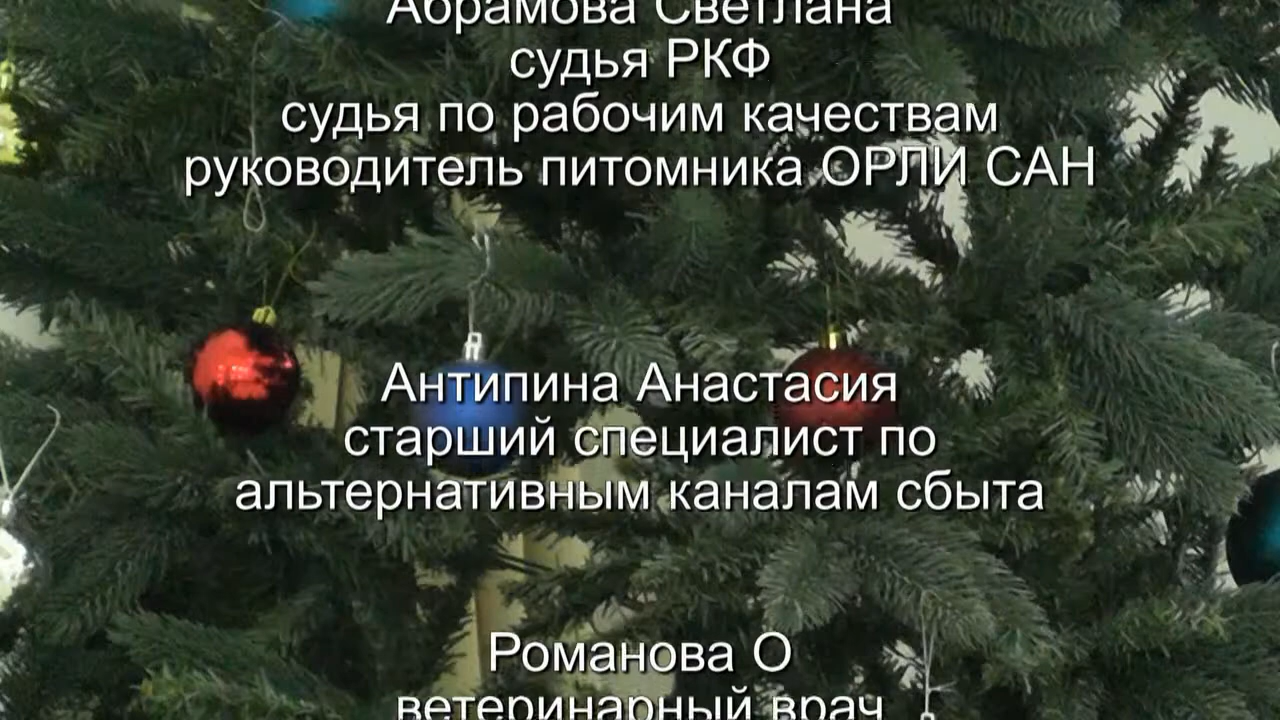 Абрамова Светлана
судья РКФ
судья по рабочим качествам
руководитель питомника ОРЛИ САН
Антипина Анастасия
старший специалист по
альтернативным каналам сбыта
Романова О
ветеринарный врач